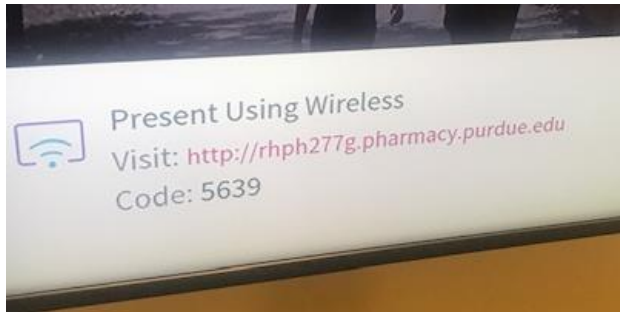 Present Using Wireless
Visit: http://rhph277g.pharmacy.purdue.edu
Code: 5639